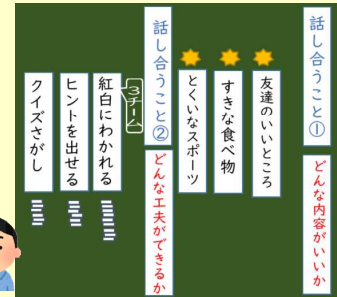 話し合うこと①
どんな内容がいいか
友達のいいところ
すきな食べ物
とくいなスポーツ
話し合うこと②
どんな工夫ができるか
3チーム
紅白にわかれる
ヒントを出せる
クイズさがし